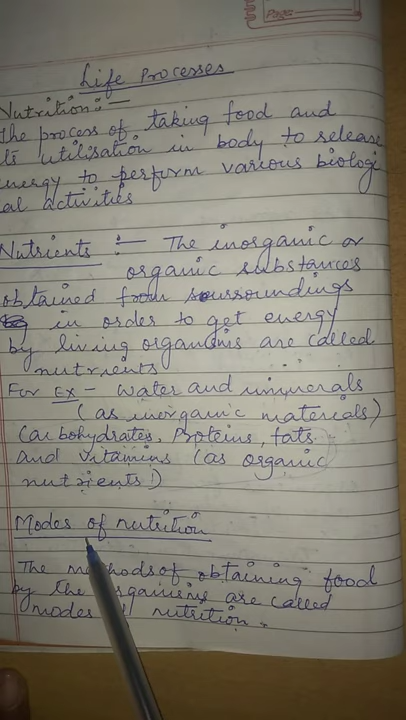 Page
Life Processes
Nutrition :-
the process of taking food and
its utilisation in body to release
energy to perform various biologi
al activities
Nutrients :- The inorganic or
organic substances
obtained from surroundings
in order to get energy
by living organisms are called
nutrients
For Ex - Water and minerals
(as inorganic materials)
Carbohydrates, Proteins, fats
and vitamins (as organic
nutrients)
Modes of nutrition
The methods of obtaining food
by the organisms are called
modes nutrition.